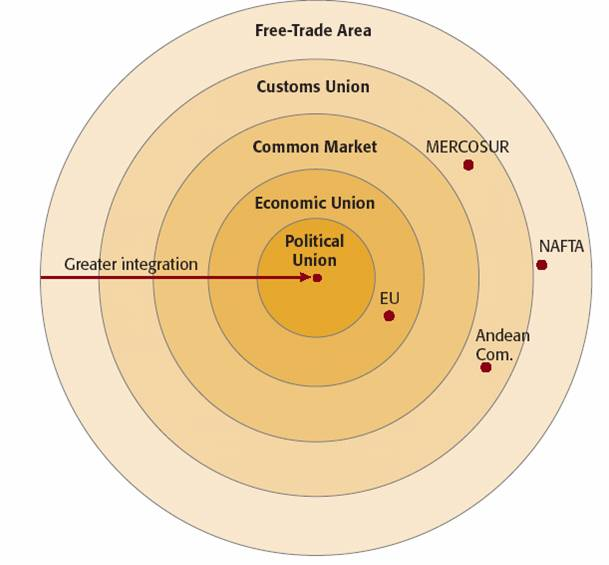 Free-Trade Area
Customs Union
Common Market
MERCOSUR
Economic Union
Political
Union
NAFTA
Greater integration
EU
Andean
Com.